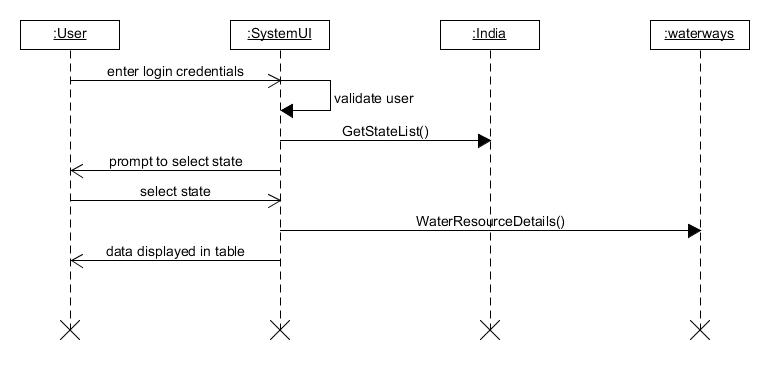 :User
:SystemUI
:India
:waterways
enter login credentials
validate user
GetStateList()
prompt to select state
select state
WaterResourceDetails()
data displayed in table